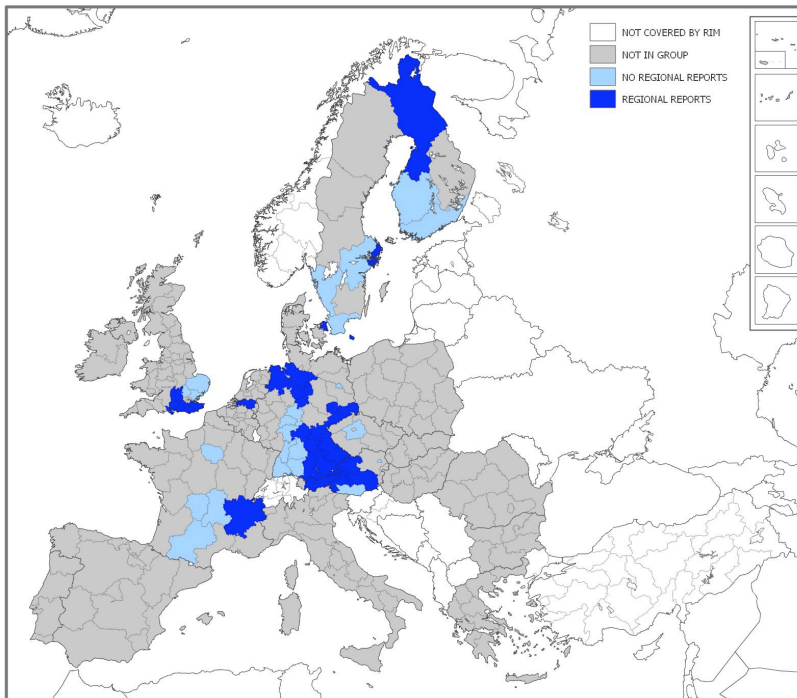 NOT COVERED BY RIM
NOT IN GROUP
NO REGIONAL REPORTS
REGIONAL REPORTS